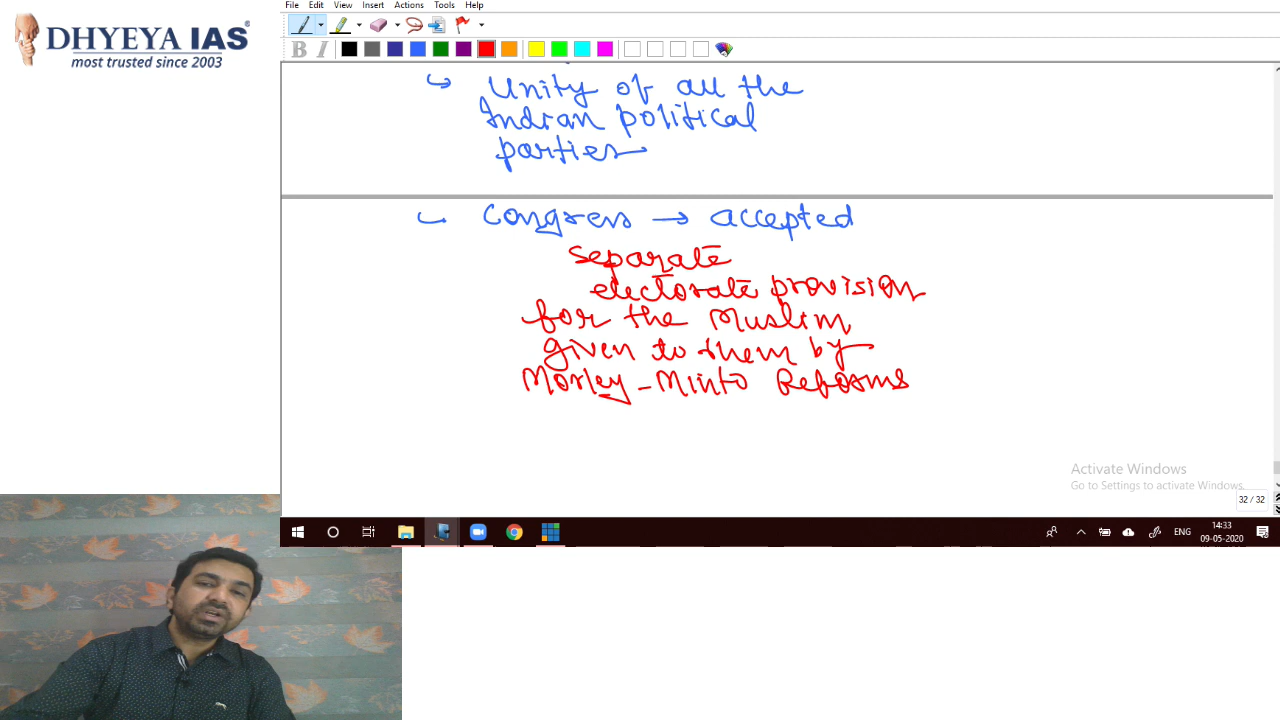 DHYEYA IAS®
most trusted since 2003
File Edit View Insert Actions Tools Help
B I
Unity of all the
Indian political
parties
Congress → accepted
separate
electorate provision
for the Muslim
given to them by
Morley-Minto Reforms
Activate Windows
Go to Settings to activate Windows.
32 / 32
ENG
14:33
09-05-2020